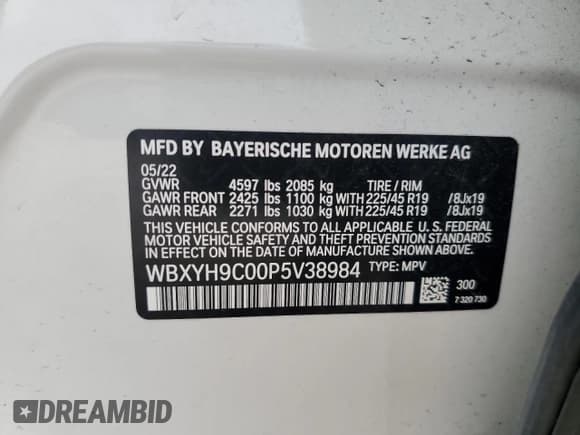 MFD BY BAYERISCHE MOTOREN WERKE AG
05/22
GVWR 4597 lbs 2085 kg TIRE / RIM
GAWR FRONT 2425 lbs 1100 kg WITH 225/45 R19 /8Jx19
GAWR REAR 2271 lbs 1030 kg WITH 225/45 R19 /8Jx19
THIS VEHICLE CONFORMS TO ALL APPLICABLE U. S. FEDERAL
MOTOR VEHICLE SAFETY AND THEFT PREVENTION STANDARDS
IN EFFECT ON THE DATE OF MANUFACTURE SHOWN ABOVE.
WBXYH9C00P5V38984 TYPE: MPV
300
7 320 730
DREAMBID